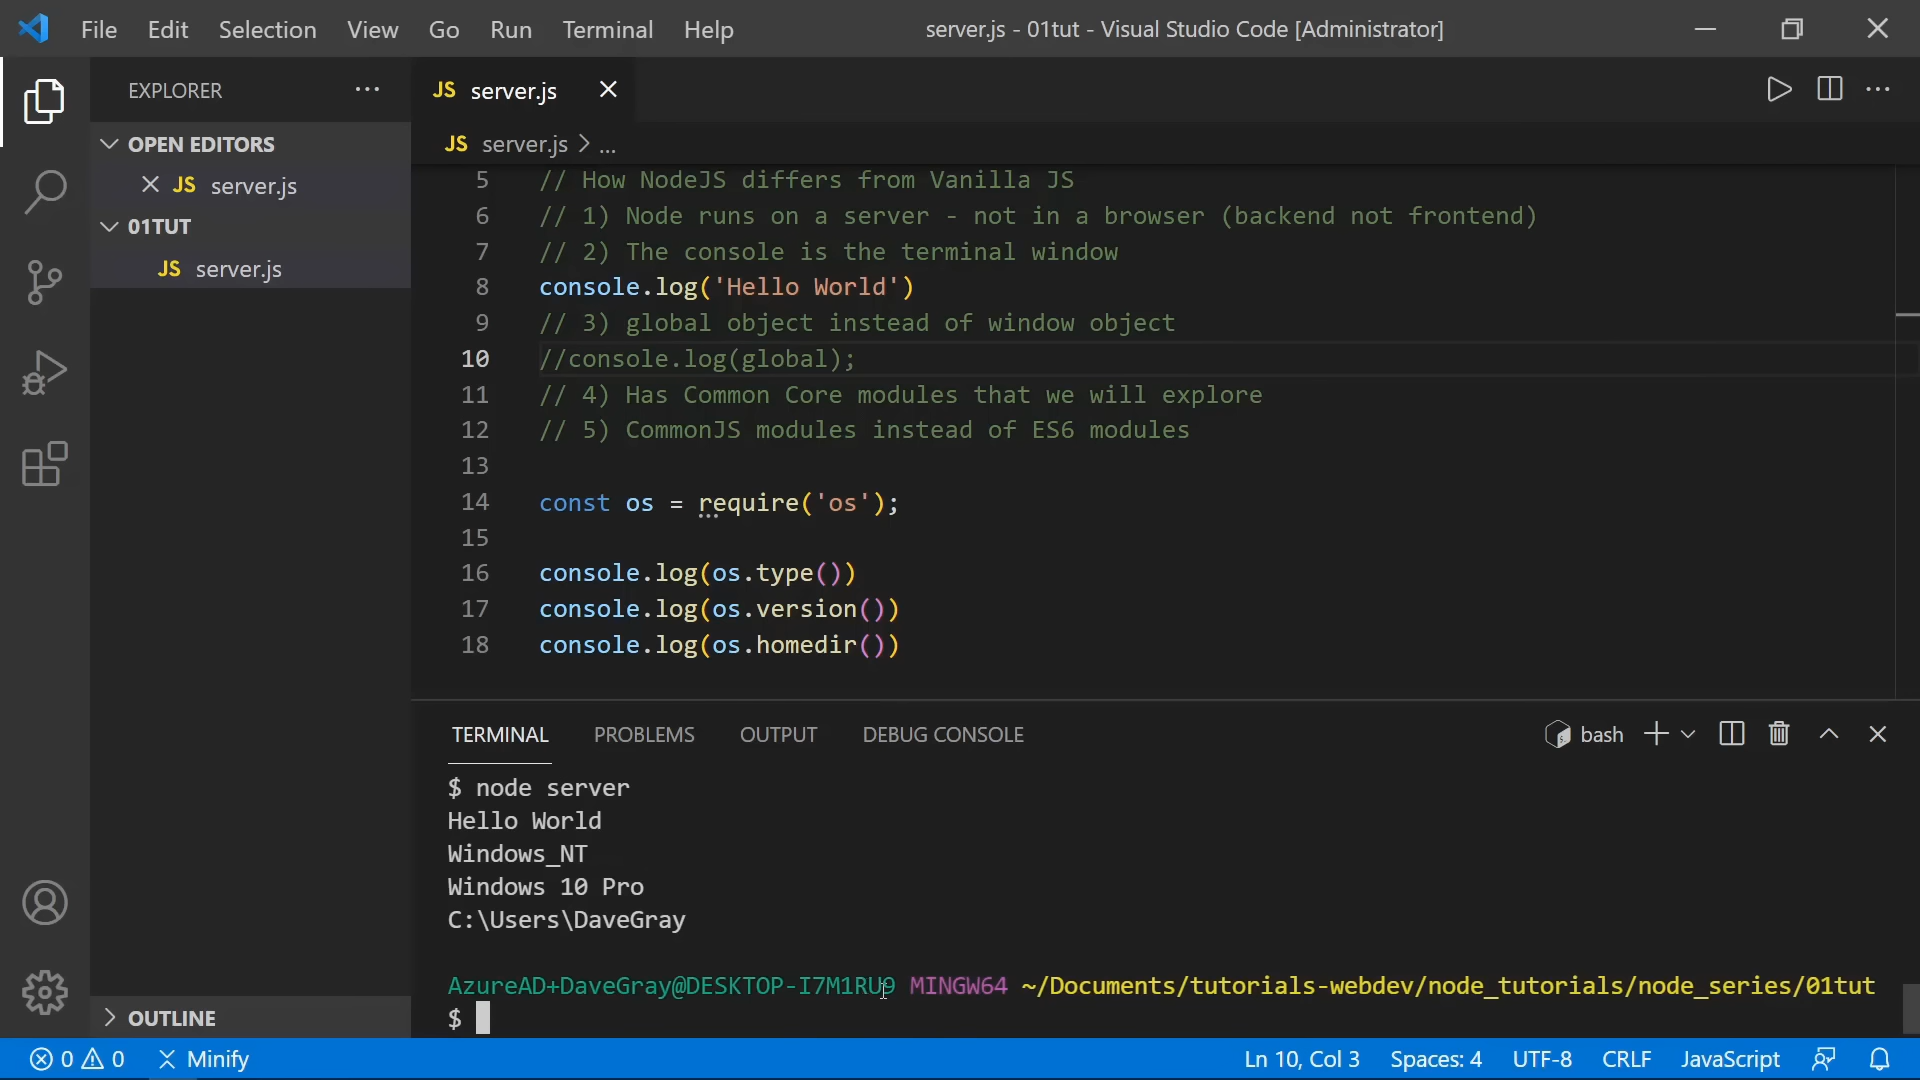 File Edit Selection View Go Run Terminal Help server.js - 01tut - Visual Studio Code [Administrator]
EXPLORER
OPEN EDITORS
JS server.js
01TUT
JS server.js
OUTLINE
JS server.js
JS server.js > ...
5 // How NodeJS differs from Vanilla JS
6 // 1) Node runs on a server - not in a browser (backend not frontend)
7 // 2) The console is the terminal window
8 console.log('Hello World')
9 // 3) global object instead of window object
10 //console.log(global);
11 // 4) Has Common Core modules that we will explore
12 // 5) CommonJS modules instead of ES6 modules
13
14 const os = require('os');
15
16 console.log(os.type())
17 console.log(os.version())
18 console.log(os.homedir())
TERMINAL PROBLEMS OUTPUT DEBUG CONSOLE bash
$ node server
Hello World
Windows_NT
Windows 10 Pro
C:\Users\DaveGray
AzureAD+DaveGray@DESKTOP-I7M1RU9 MINGW64 ~/Documents/tutorials-webdev/node_tutorials/node_series/01tut
$
0 0 Minify Ln 10, Col 3 Spaces: 4 UTF-8 CRLF JavaScript